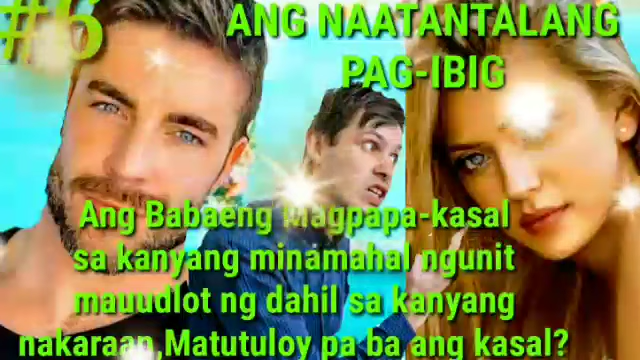 #6
ANG NAATANTALANG
PAG-IBIG
Ang Babaeng magpapa-kasal
sa kanyang minamahal ngunit
mauudlot ng dahil sa kanyang
nakaraan,Matutuloy pa ba ang kasal?